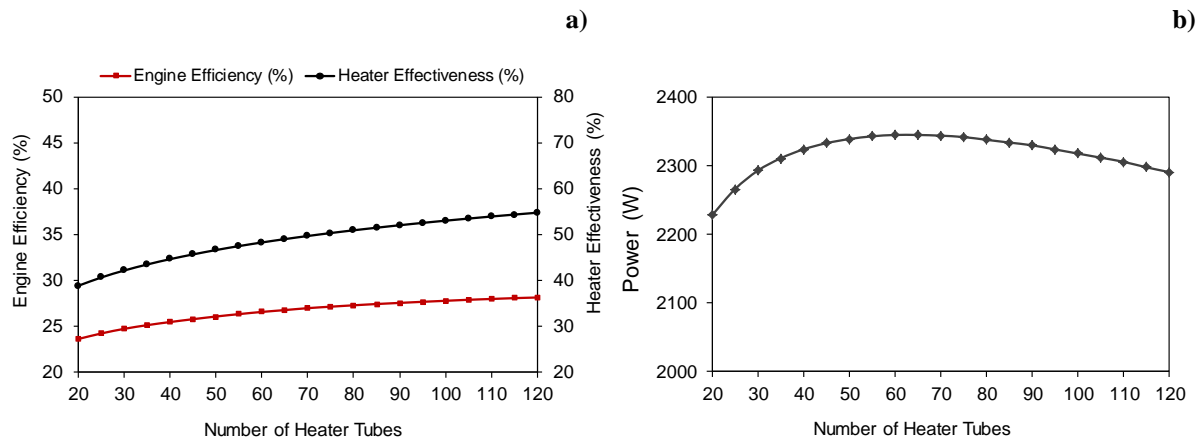 a)
Engine Efficiency (%) Heater Effectiveness (%)
Engine Efficiency (%)
50
45
40
35
30
25
20
80
70
60
50
40
30
20
Heater Effectiveness (%)
20 30 40 50 60 70 80 90 100 110 120
Number of Heater Tubes
b)
Power (W)
2400
2300
2200
2100
2000
20 30 40 50 60 70 80 90 100 110 120
Number of Heater Tubes